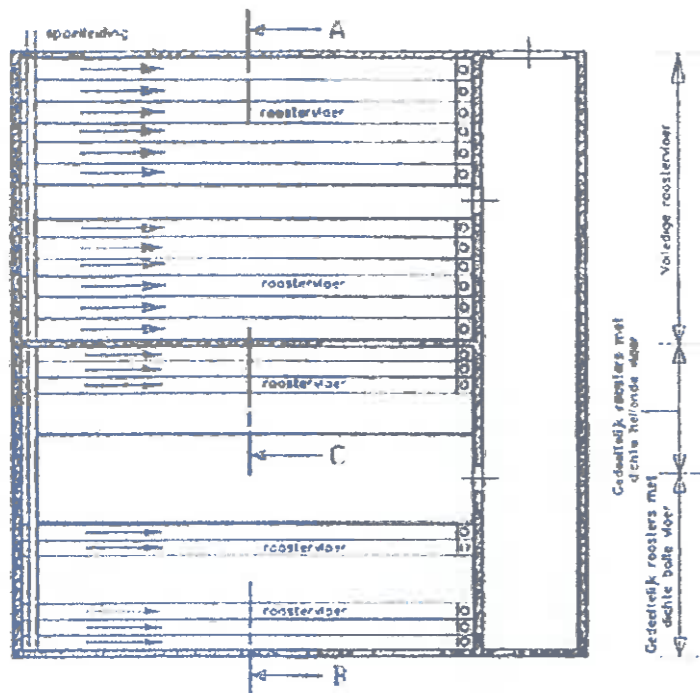 spoelleiding
A
roostervloer
roostervloer
roostervloer
C
roostervloer
roostervloer
B
Volledige roostervloer
Gedeeltelijk roosters met
dichte hellende vloer
Gedeeltelijk roosters met
dichte bolle vloer